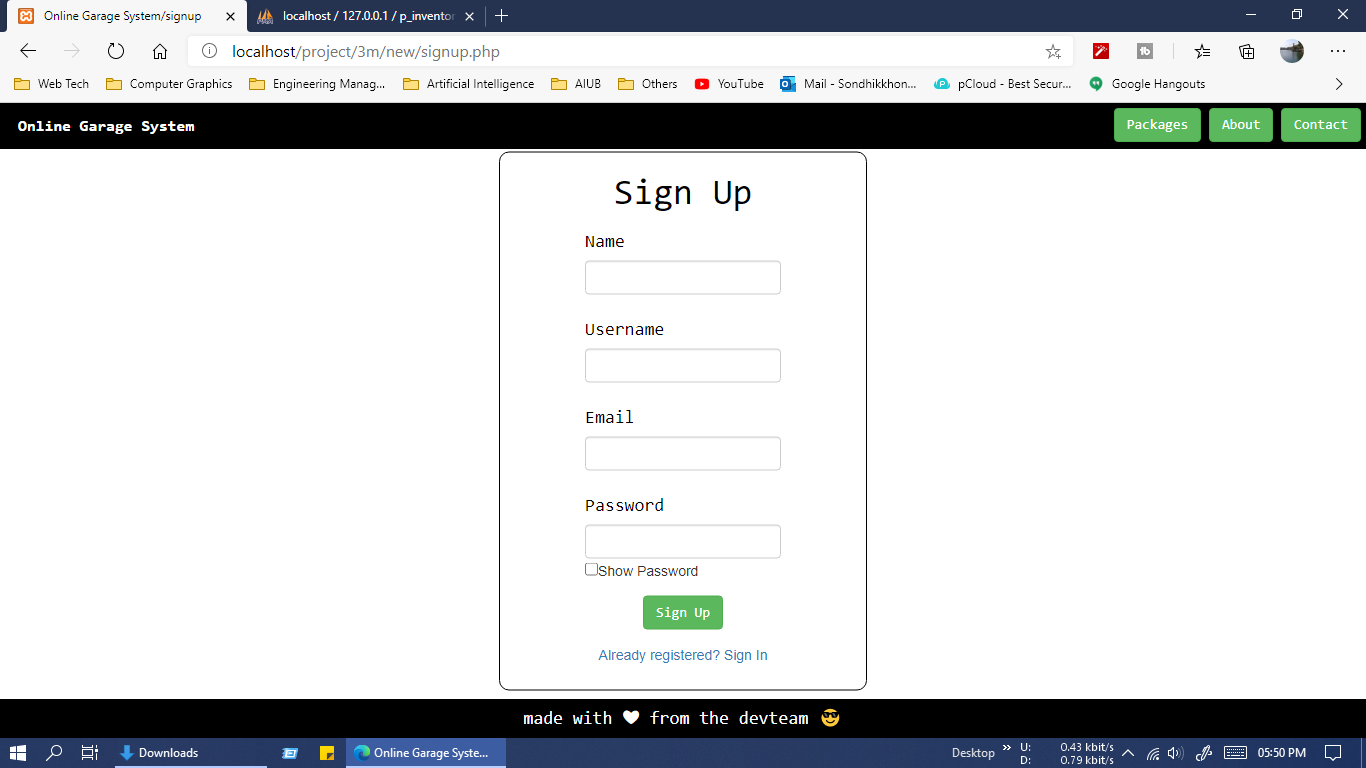 Online Garage System/signup
localhost / 127.0.0.1 / p_inventor
localhost/project/3m/new/signup.php
Web Tech Computer Graphics Engineering Manag... Artificial Intelligence AIUB Others YouTube Mail - Sondhikkhon... pCloud - Best Secur... Google Hangouts
Online Garage System Packages About Contact
Sign Up
Name
Username
Email
Password
Show Password
Sign Up
Already registered? Sign In
made with 🤍 from the devteam 😎
Downloads Online Garage Syste... Desktop » U: 0.43 kbit/s
D: 0.79 kbit/s
05:50 PM